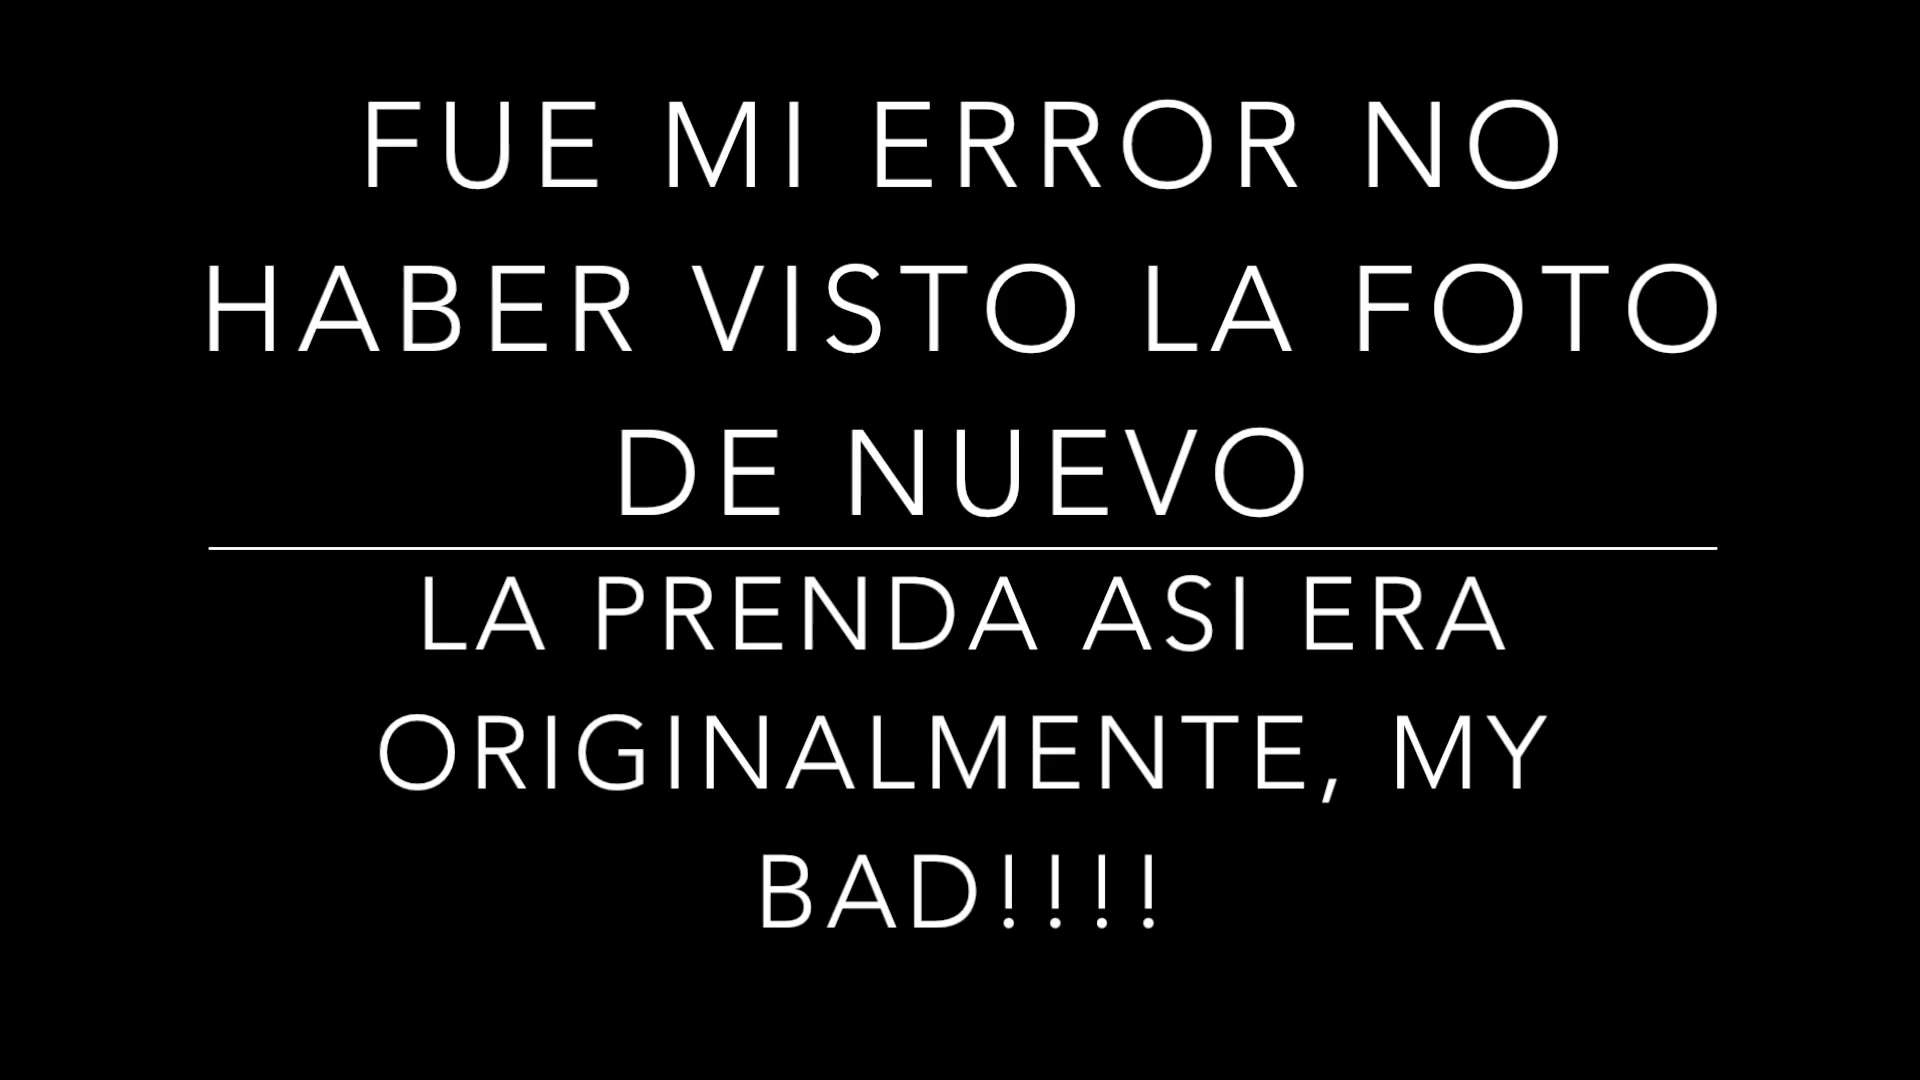 FUE MI ERROR NO
HABER VISTO LA FOTO
DE NUEVO
LA PRENDA ASI ERA
ORIGINALMENTE, MY
BAD!!!!